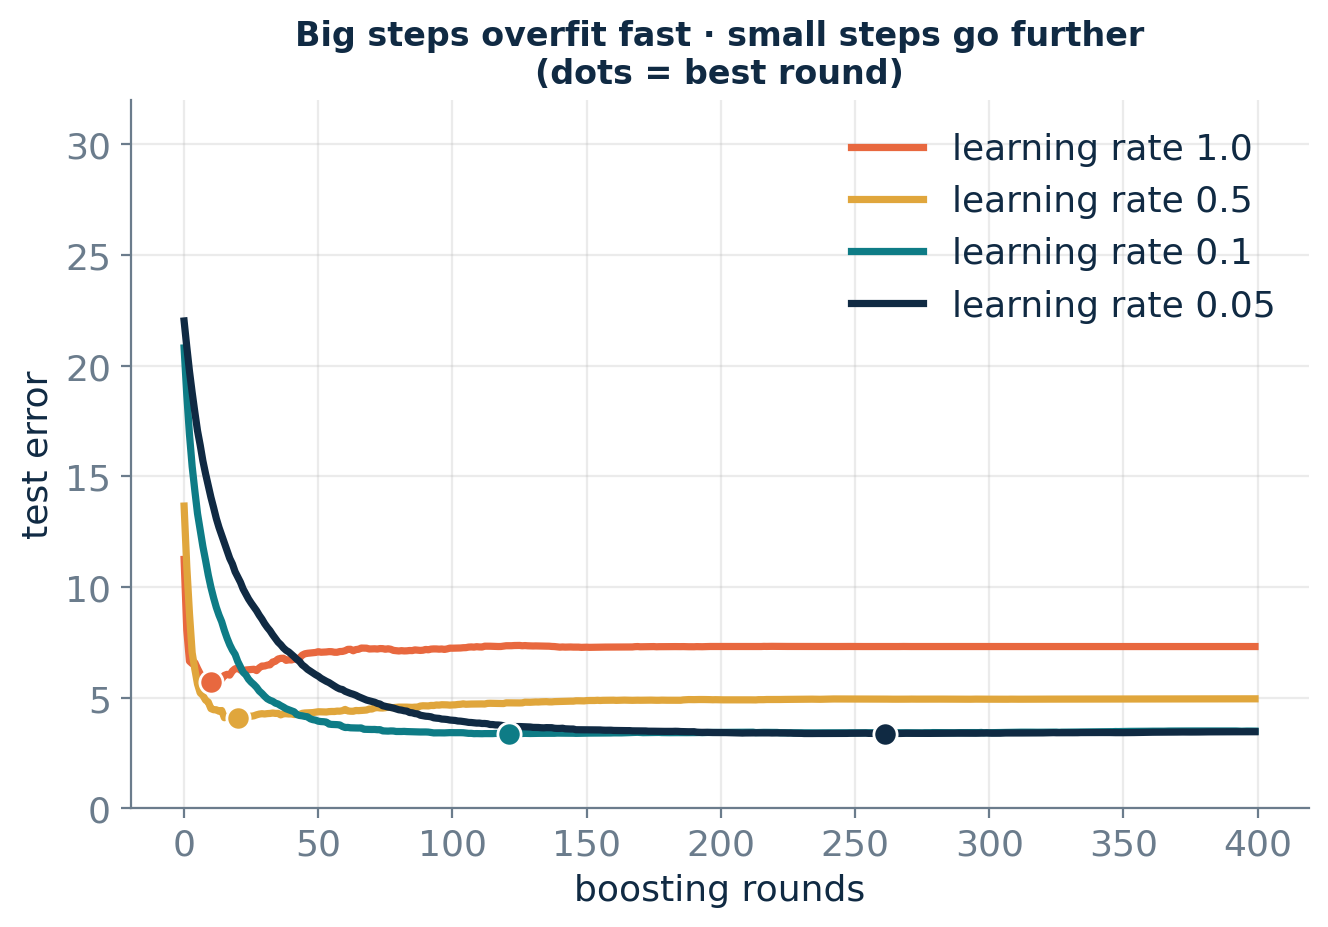 Big steps overfit fast · small steps go further
(dots = best round)
learning rate 1.0
learning rate 0.5
learning rate 0.1
learning rate 0.05
test error
30
25
20
15
10
5
0
0 50 100 150 200 250 300 350 400
boosting rounds